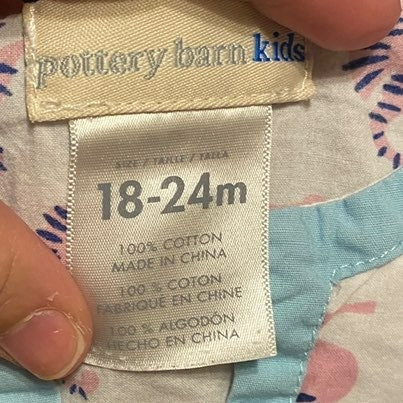 pottery barn kids
SIZE / TAILLE / TALLA
18-24m
100% COTTON
MADE IN CHINA
100 % COTON
FABRIQUÉ EN CHINE
100 % ALGODÓN
HECHO EN CHINA